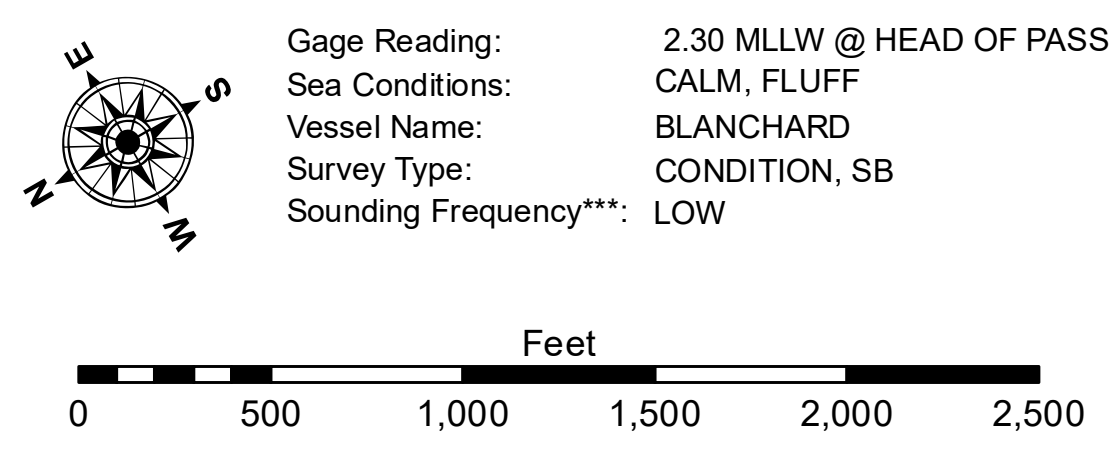 E
S
N
W
Gage Reading: 2.30 MLLW @ HEAD OF PASS
Sea Conditions: CALM, FLUFF
Vessel Name: BLANCHARD
Survey Type: CONDITION, SB
Sounding Frequency***: LOW
Feet
0 500 1,000 1,500 2,000 2,500